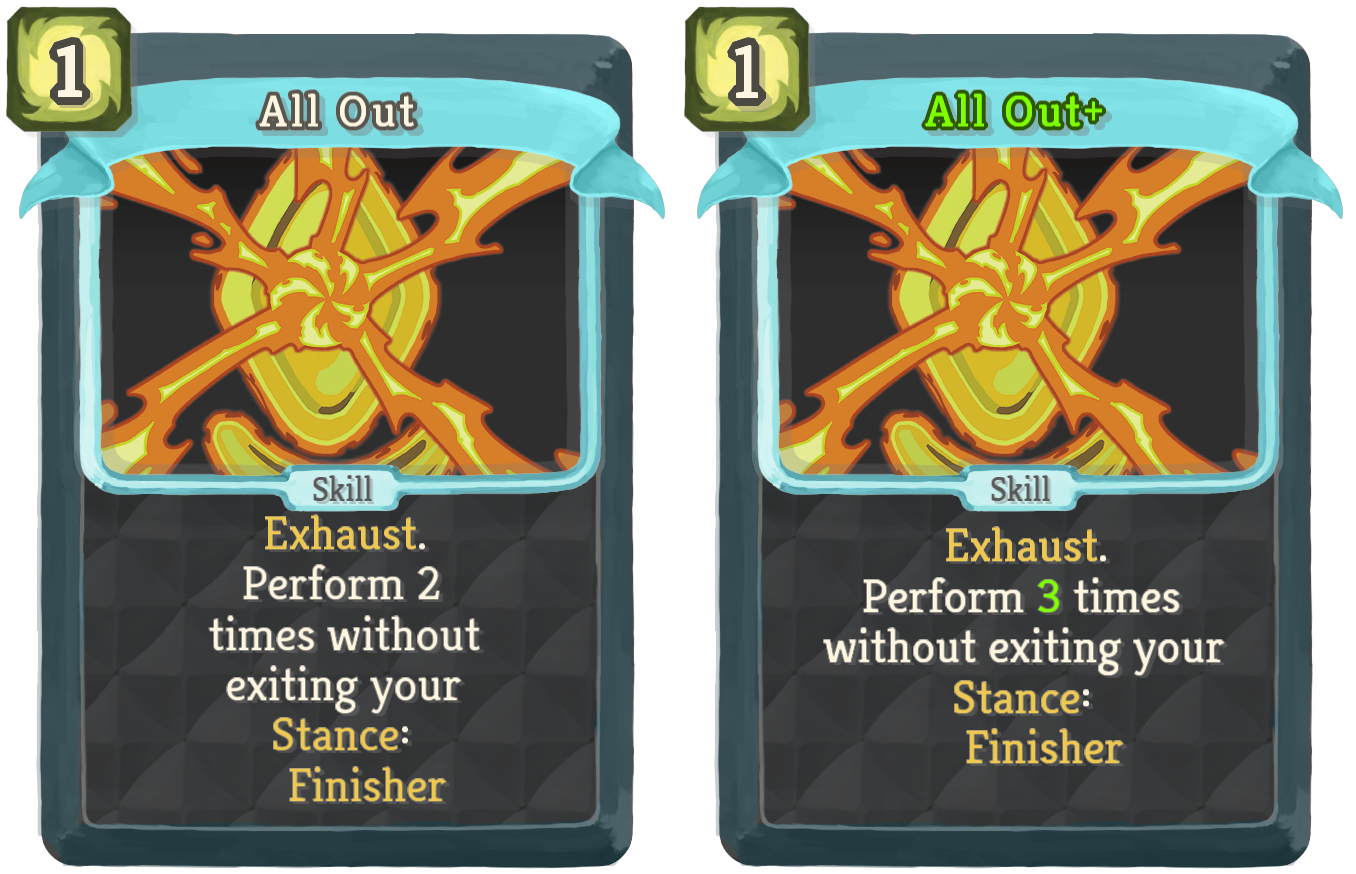 1
All Out
Skill
Exhaust.
Perform 2
times without
exiting your
Stance:
Finisher
1
All Out+
Skill
Exhaust.
Perform 3 times
without exiting your
Stance:
Finisher